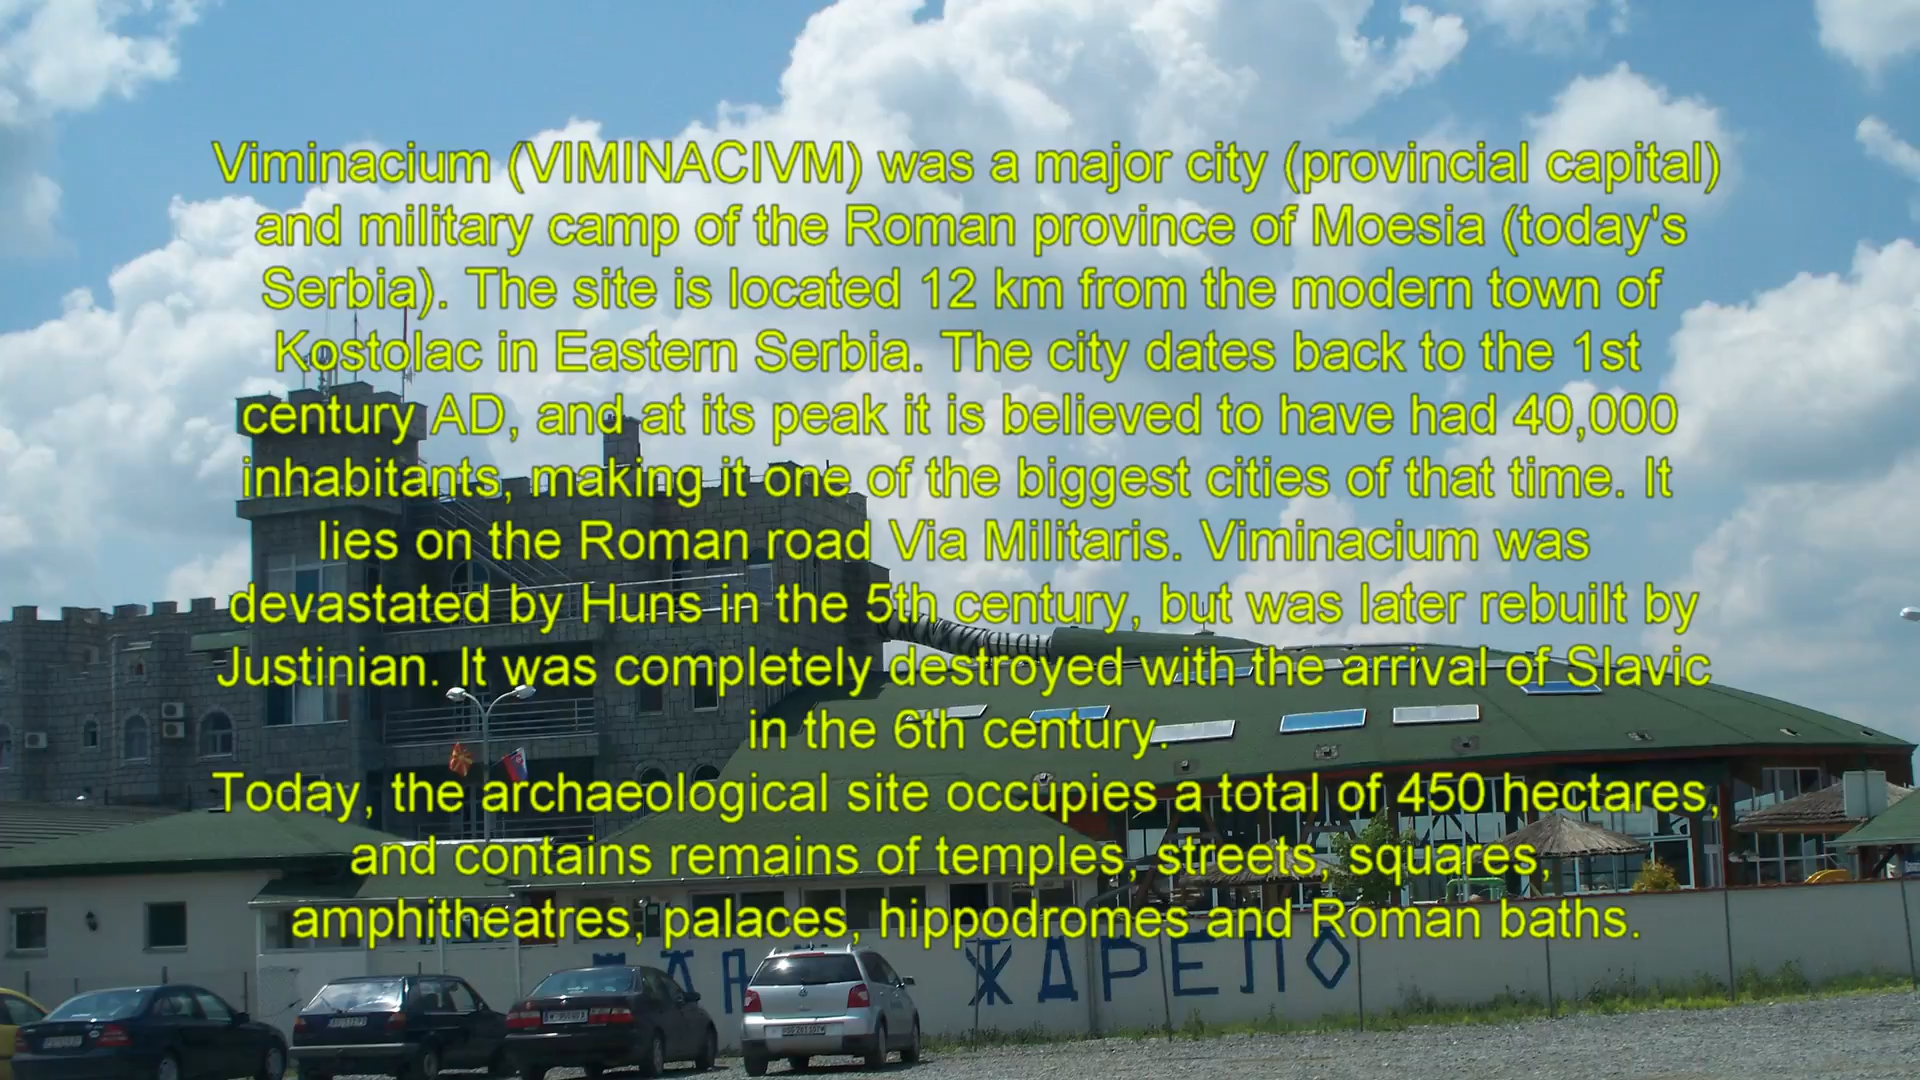 Viminacium (VIMINACIVM) was a major city (provincial capital)
and military camp of the Roman province of Moesia (today's
Serbia). The site is located 12 km from the modern town of
Kostolac in Eastern Serbia. The city dates back to the 1st
century AD, and at its peak it is believed to have had 40,000
inhabitants, making it one of the biggest cities of that time. It
lies on the Roman road Via Militaris. Viminacium was
devastated by Huns in the 5th century, but was later rebuilt by
Justinian. It was completely destroyed with the arrival of Slavic
in the 6th century.
Today, the archaeological site occupies a total of 450 hectares,
and contains remains of temples, streets, squares,
amphitheatres, palaces, hippodromes and Roman baths.
ЖДРЕЛО